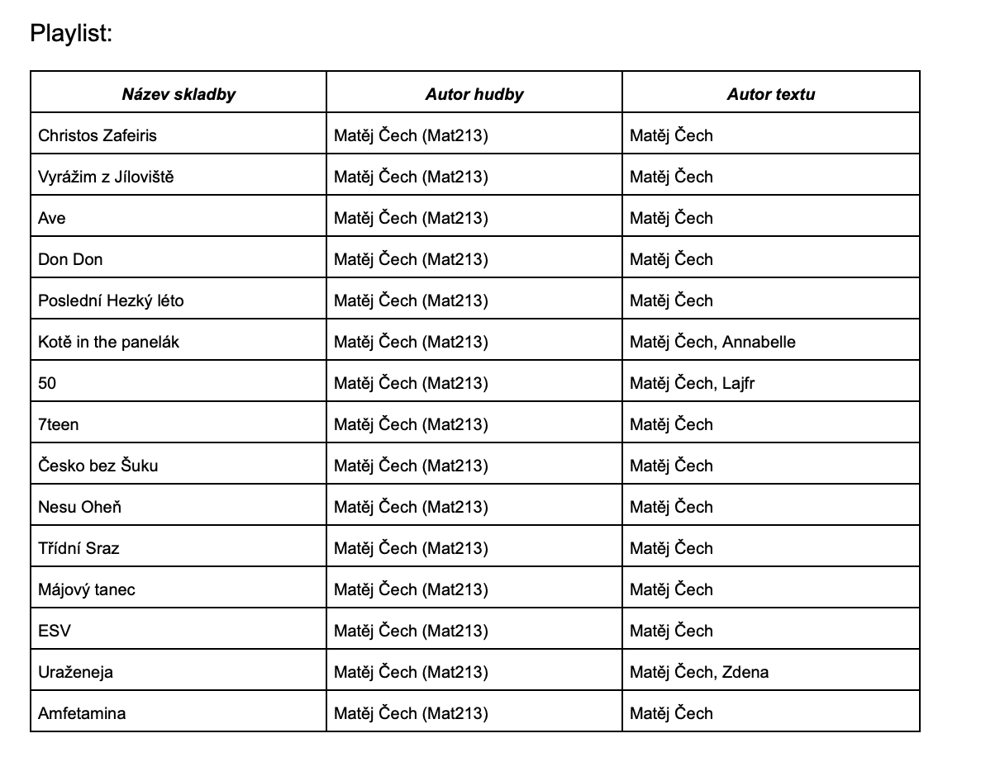 Playlist:
Název skladby Autor hudby Autor textu
Christos Zafeiris Matěj Čech (Mat213) Matěj Čech
Vyrážim z Jíloviště Matěj Čech (Mat213) Matěj Čech
Ave Matěj Čech (Mat213) Matěj Čech
Don Don Matěj Čech (Mat213) Matěj Čech
Poslední Hezký léto Matěj Čech (Mat213) Matěj Čech
Kotě in the panelák Matěj Čech (Mat213) Matěj Čech, Annabelle
50 Matěj Čech (Mat213) Matěj Čech, Lajfr
7teen Matěj Čech (Mat213) Matěj Čech
Česko bez Šuku Matěj Čech (Mat213) Matěj Čech
Nesu Oheň Matěj Čech (Mat213) Matěj Čech
Třídní Sraz Matěj Čech (Mat213) Matěj Čech
Májový tanec Matěj Čech (Mat213) Matěj Čech
ESV Matěj Čech (Mat213) Matěj Čech
Uraženeja Matěj Čech (Mat213) Matěj Čech, Zdena
Amfetamina Matěj Čech (Mat213) Matěj Čech